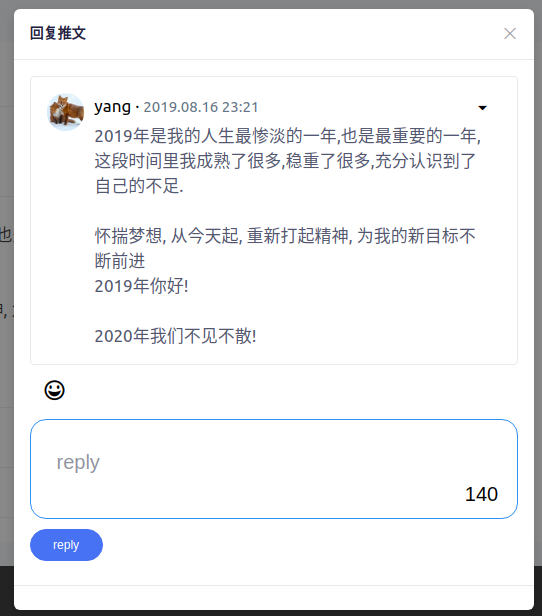 回复推文
yang · 2019.08.16 23:21
2019年是我的人生最惨淡的一年,也是最重要的一年,
这段时间里我成熟了很多,稳重了很多,充分认识到了
自己的不足.
怀揣梦想, 从今天起, 重新打起精神, 为我的新目标不
断前进
2019年你好!
2020年我们不见不散!
reply
140
reply